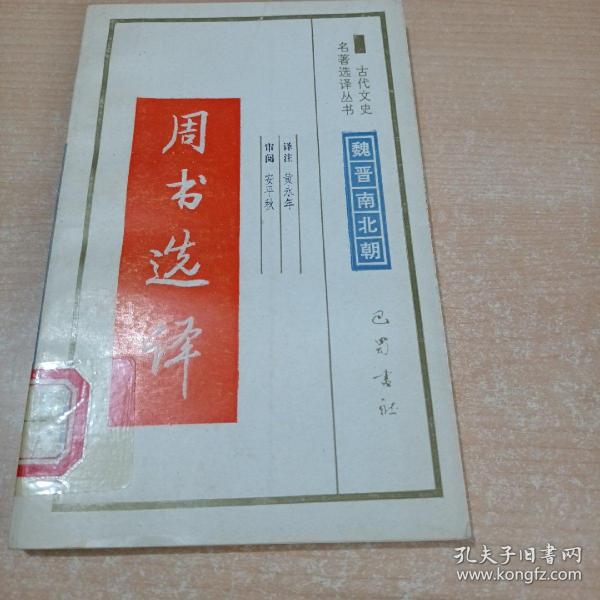 古代文史
名著选译丛书
魏晋南北朝
译注 黄永年
审阅 安平秋
周书选译
巴蜀书社
孔夫子旧书网
www.kongfz.com